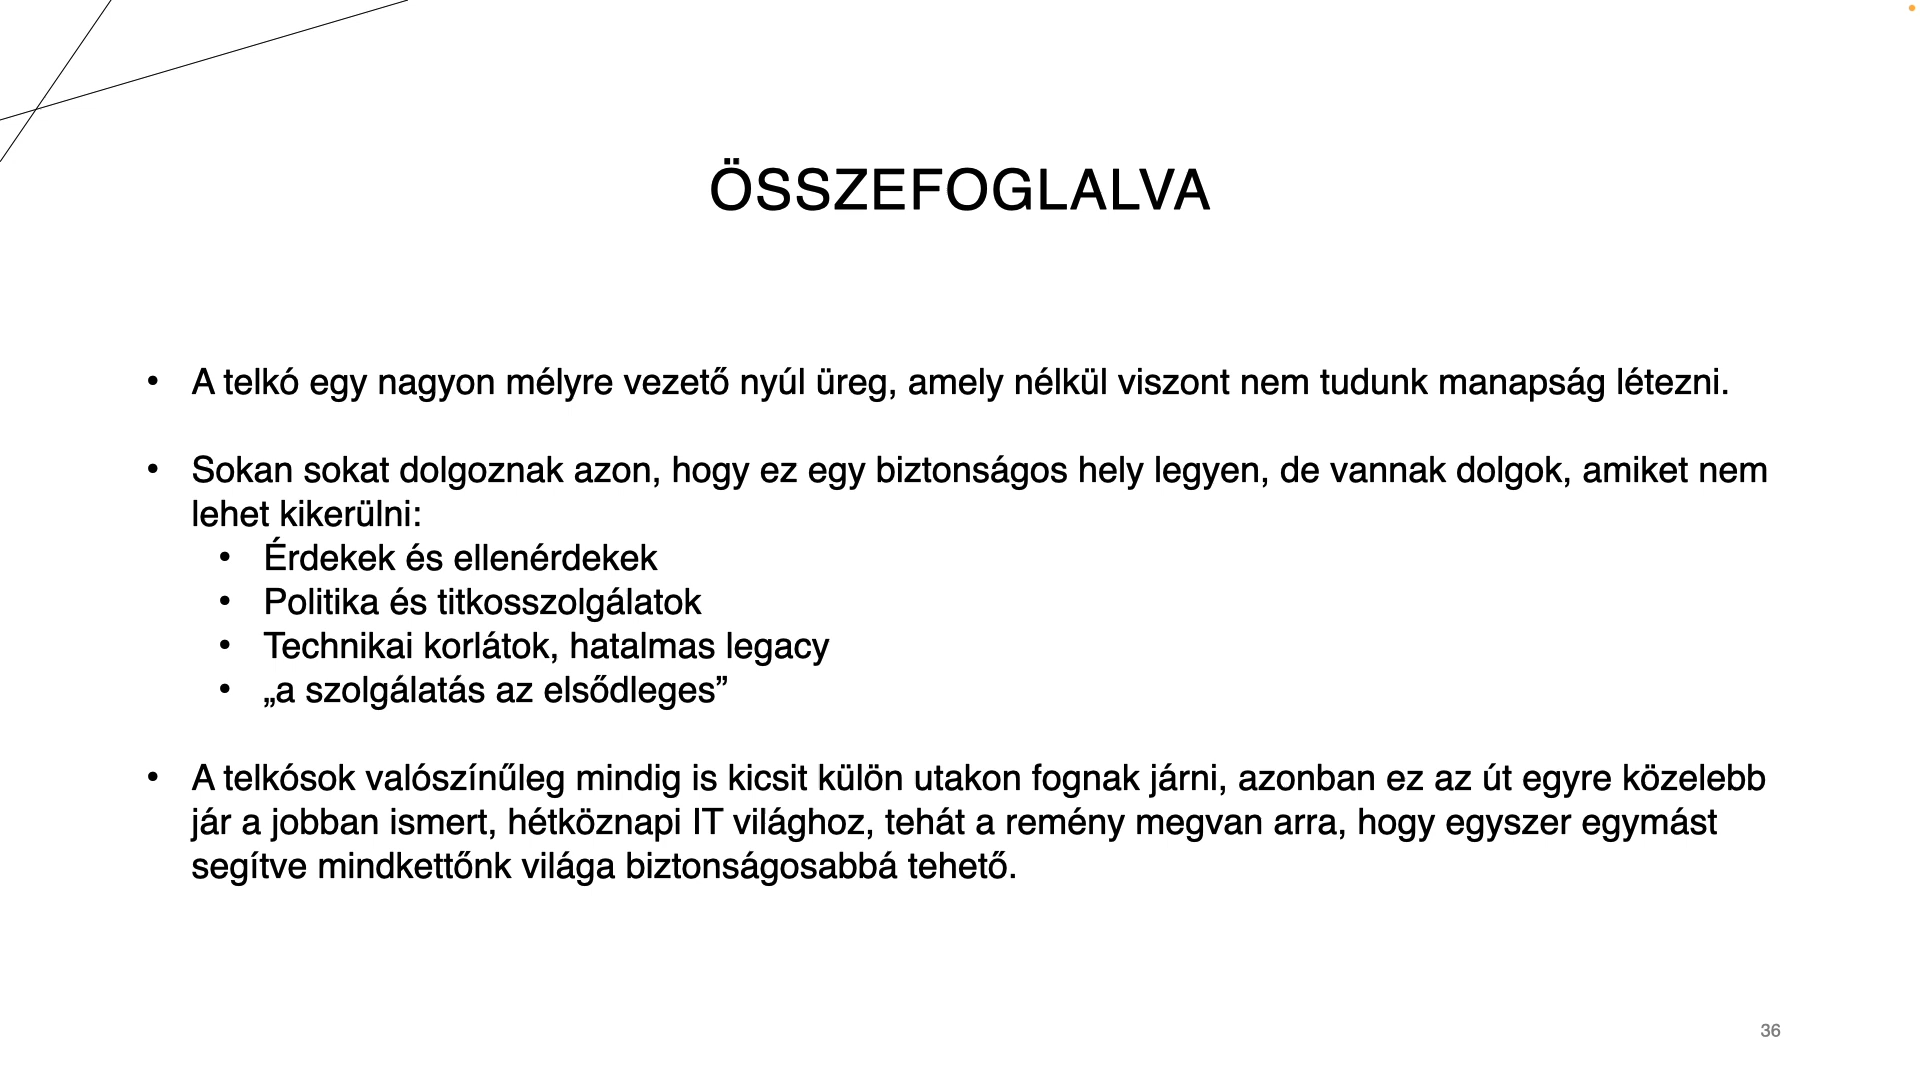 ÖSSZEFOGLALVA
• A telkó egy nagyon mélyre vezető nyúl üreg, amely nélkül viszont nem tudunk manapság létezni.
• Sokan sokat dolgoznak azon, hogy ez egy biztonságos hely legyen, de vannak dolgok, amiket nem
lehet kikerülni:
• Érdekek és ellenérdekek
• Politika és titkosszolgálatok
• Technikai korlátok, hatalmas legacy
• „a szolgálatás az elsődleges”
• A telkósok valószínűleg mindig is kicsit külön utakon fognak járni, azonban ez az út egyre közelebb
jár a jobban ismert, hétköznapi IT világhoz, tehát a remény megvan arra, hogy egyszer egymást
segítve mindkettőnk világa biztonságosabbá tehető.
36